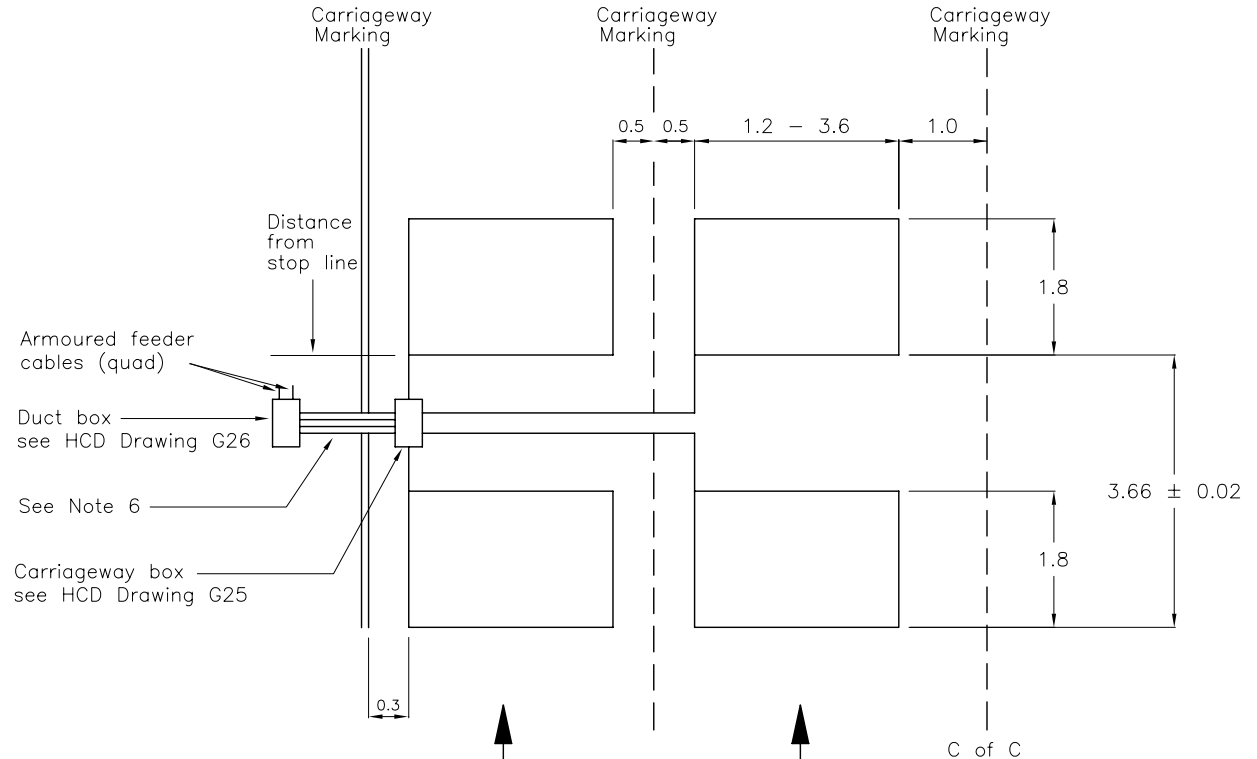 Carriageway
Marking
Carriageway
Marking
Carriageway
Marking
0.5
0.5
1.2 - 3.6
1.0
Distance
from
stop line
1.8
Armoured feeder
cables (quad)
Duct box
see HCD Drawing G26
See Note 6
3.66 ± 0.02
Carriageway box
see HCD Drawing G25
1.8
0.3
C of C